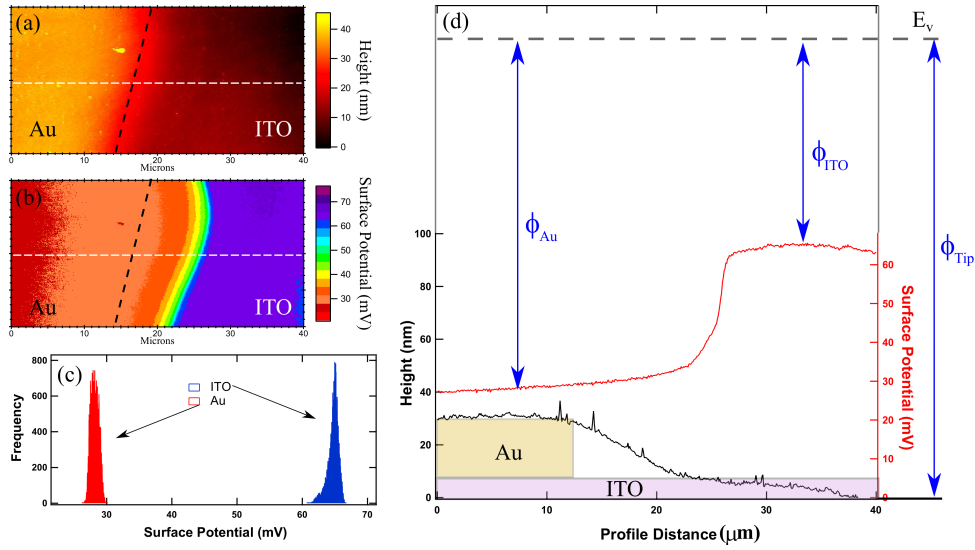 (a)
Au
ITO
0
10
20
30
40
Microns
40
30
20
10
0
Height
(nm)
(b)
Au
ITO
0
10
20
30
40
Microns
70
60
50
40
30
Surface
Potential (mV)
(c)
800
600
400
200
0
Frequency
ITO
Au
30
40
50
60
70
Surface Potential (mV)
(d)
Ev
ϕAu
ϕITO
ϕTip
100
80
60
40
20
0
Height (nm)
60
50
40
30
20
10
0
Surface Potential
(mV)
Au
ITO
0
10
20
30
40
Profile Distance (μm)